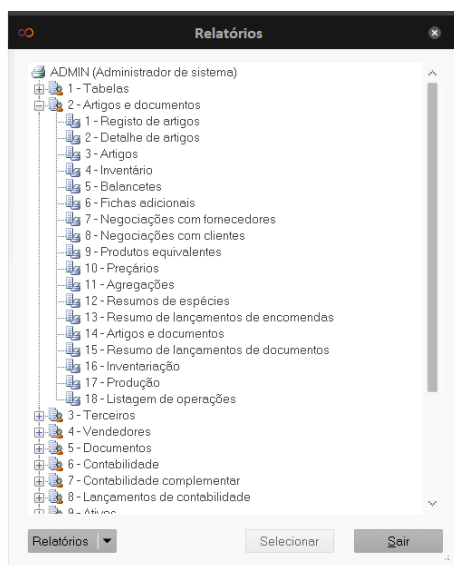 Relatórios
ADMIN (Administrador de sistema)
1 - Tabelas
2 - Artigos e documentos
1 - Registo de artigos
2 - Detalhe de artigos
3 - Artigos
4 - Inventário
5 - Balancetes
6 - Fichas adicionais
7 - Negociações com fornecedores
8 - Negociações com clientes
9 - Produtos equivalentes
10 - Preçários
11 - Agregações
12 - Resumos de espécies
13 - Resumo de lançamentos de encomendas
14 - Artigos e documentos
15 - Resumo de lançamentos de documentos
16 - Inventariação
17 - Produção
18 - Listagem de operações
3 - Terceiros
4 - Vendedores
5 - Documentos
6 - Contabilidade
7 - Contabilidade complementar
8 - Lançamentos de contabilidade
9 - Ativos
Relatórios
Selecionar
Sair